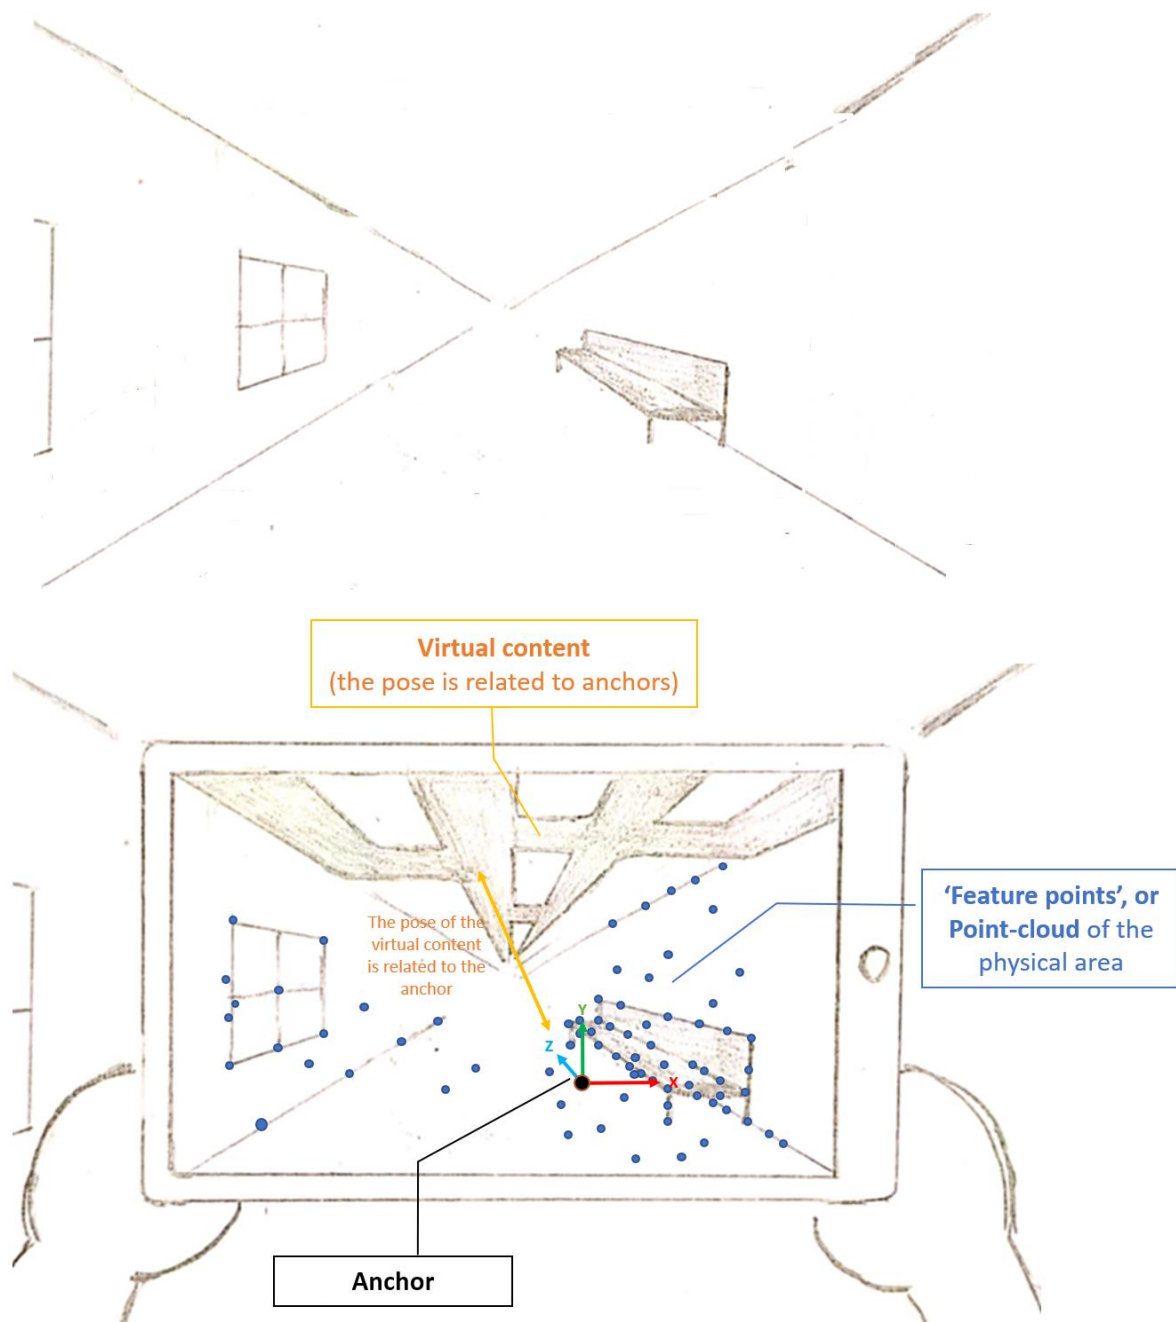 Virtual content
(the pose is related to anchors)
‘Feature points’, or
Point-cloud of the
physical area
The pose of the
virtual content
is related to the
anchor
Y
Z
X
Anchor